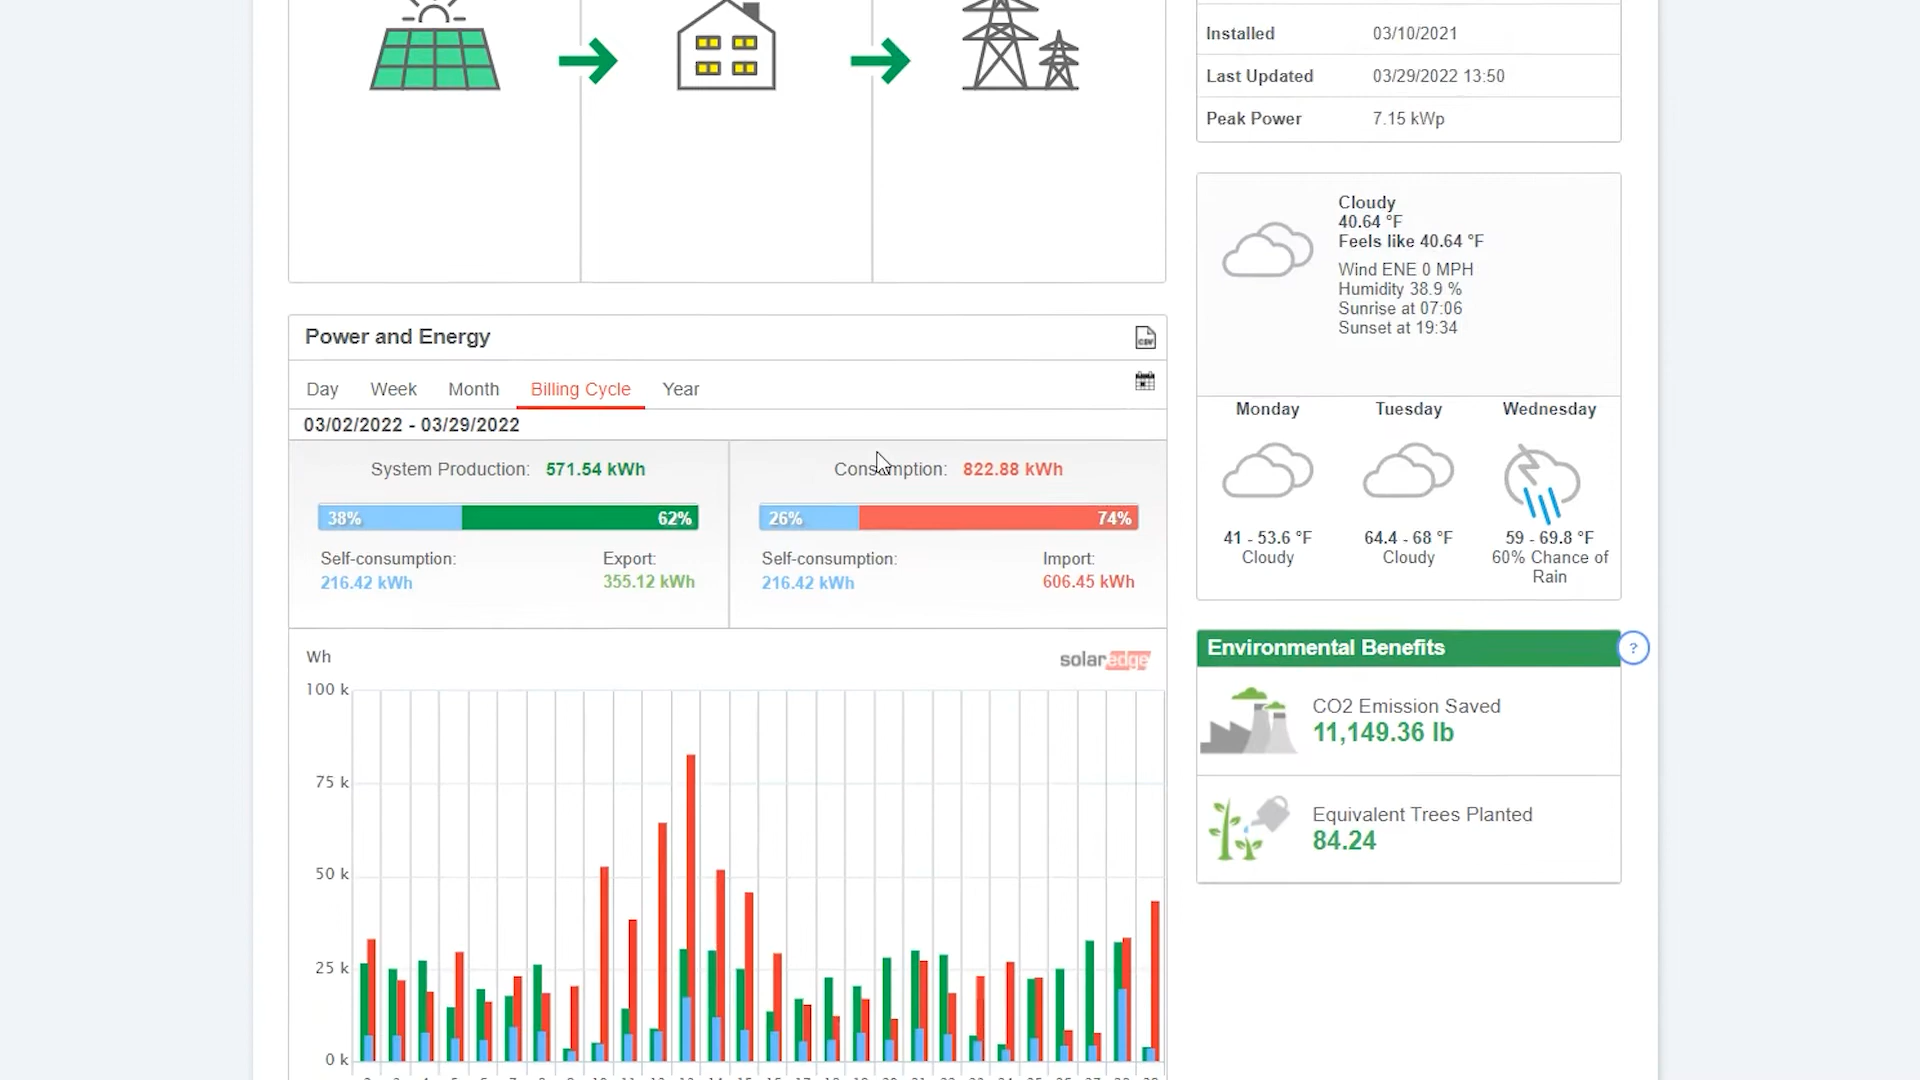 Installed 03/10/2021
Last Updated 03/29/2022 13:50
Peak Power 7.15 kWp
Power and Energy
CSV
Day Week Month Billing Cycle Year
03/02/2022 - 03/29/2022
System Production: 571.54 kWh
38% 62%
Self-consumption: Export:
216.42 kWh 355.12 kWh
Consumption: 822.88 kWh
26% 74%
Self-consumption: Import:
216.42 kWh 606.45 kWh
Wh
solaredge
100 k
75 k
50 k
25 k
0 k
Cloudy
40.64 °F
Feels like 40.64 °F
Wind ENE 0 MPH
Humidity 38.9 %
Sunrise at 07:06
Sunset at 19:34
Monday Tuesday Wednesday
41 - 53.6 °F 64.4 - 68 °F 59 - 69.8 °F
Cloudy Cloudy 60% Chance of
Rain
Environmental Benefits
?
CO2 Emission Saved
11,149.36 lb
Equivalent Trees Planted
84.24